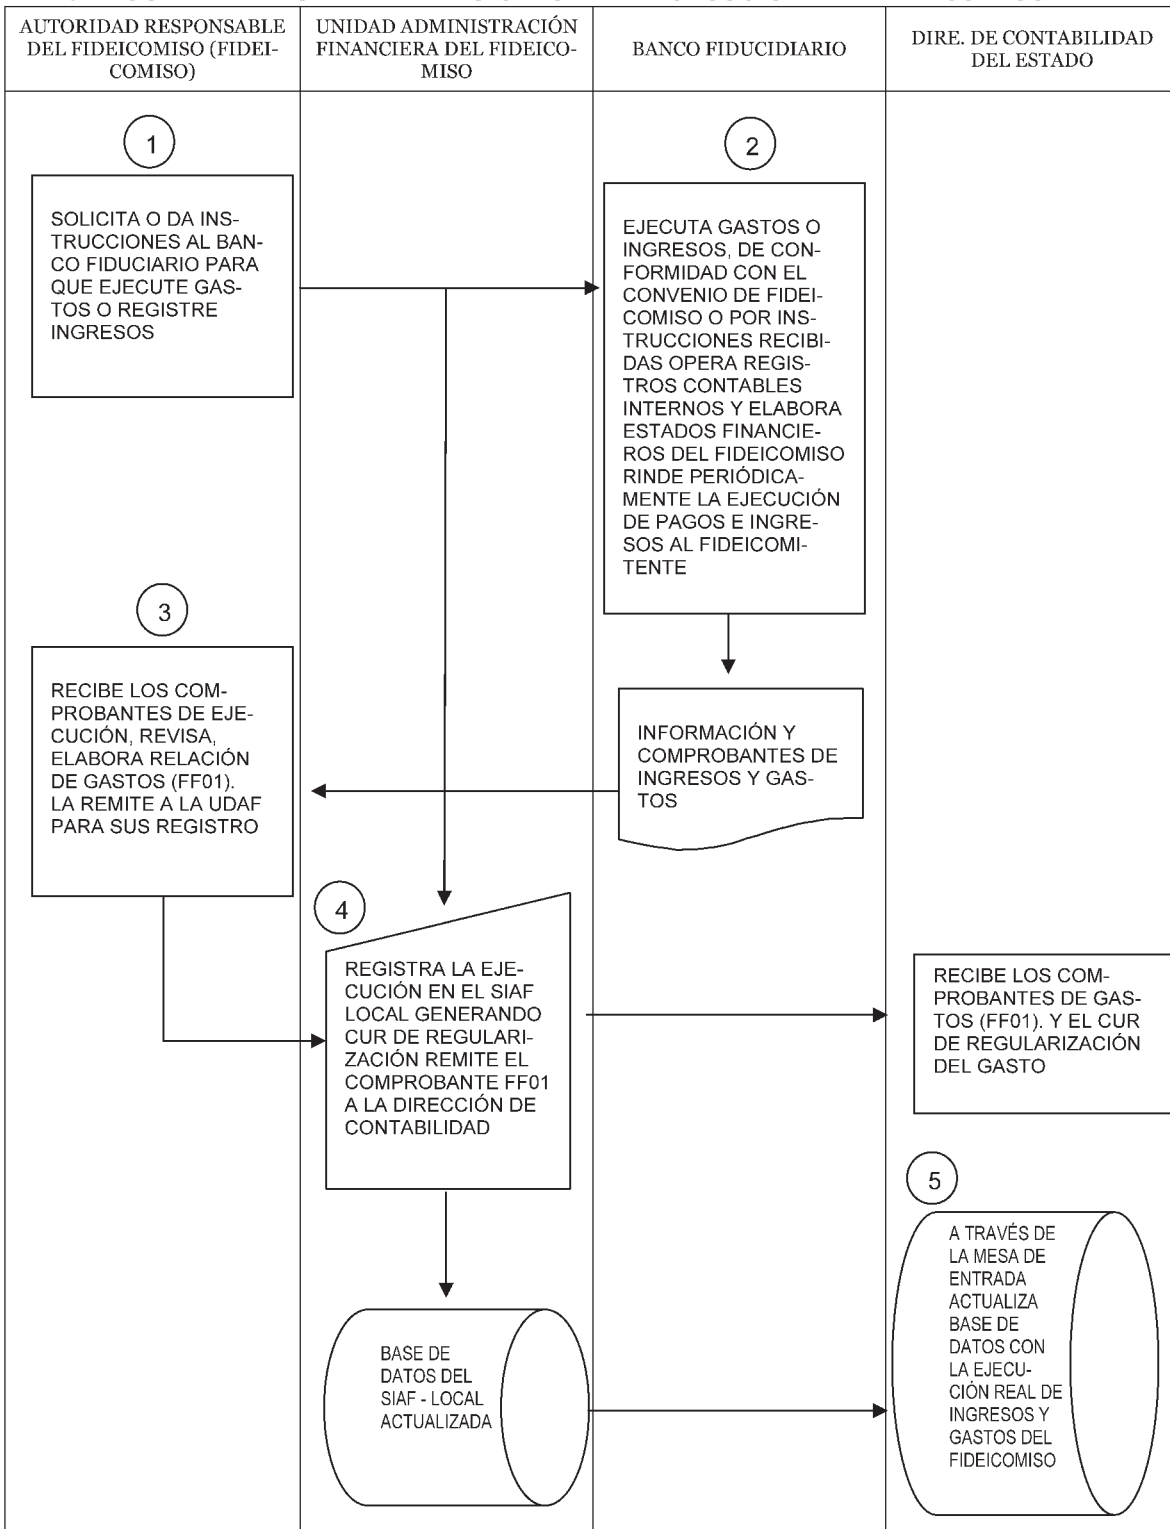 AUTORIDAD RESPONSABLE
DEL FIDEICOMISO (FIDEI-
COMISO)
UNIDAD ADMINISTRACIÓN
FINANCIERA DEL FIDEICO-
MISO
BANCO FIDUCIDIARIO
DIRE. DE CONTABILIDAD
DEL ESTADO
1
SOLICITA O DA INS-
TRUCCIONES AL BAN-
CO FIDUCIARIO PARA
QUE EJECUTE GAS-
TOS O REGISTRE
INGRESOS
2
EJECUTA GASTOS O
INGRESOS, DE CON-
FORMIDAD CON EL
CONVENIO DE FIDEI-
COMISO O POR INS-
TRUCCIONES RECIBI-
DAS OPERA REGIS-
TROS CONTABLES
INTERNOS Y ELABORA
ESTADOS FINANCIE-
ROS DEL FIDEICOMISO
RINDE PERIÓDICA-
MENTE LA EJECUCIÓN
DE PAGOS E INGRE-
SOS AL FIDEICOMI-
TENTE
INFORMACIÓN Y
COMPROBANTES DE
INGRESOS Y GAS-
TOS
3
RECIBE LOS COM-
PROBANTES DE EJE-
CUCIÓN, REVISA,
ELABORA RELACIÓN
DE GASTOS (FF01).
LA REMITE A LA UDAF
PARA SUS REGISTRO
4
REGISTRA LA EJE-
CUCIÓN EN EL SIAF
LOCAL GENERANDO
CUR DE REGULARI-
ZACIÓN REMITE EL
COMPROBANTE FF01
A LA DIRECCIÓN DE
CONTABILIDAD
RECIBE LOS COM-
PROBANTES DE GAS-
TOS (FF01). Y EL CUR
DE REGULARIZACIÓN
DEL GASTO
BASE DE
DATOS DEL
SIAF - LOCAL
ACTUALIZADA
5
A TRAVÉS DE
LA MESA DE
ENTRADA
ACTUALIZA
BASE DE
DATOS CON
LA EJECU-
CIÓN REAL DE
INGRESOS Y
GASTOS DEL
FIDEICOMISO